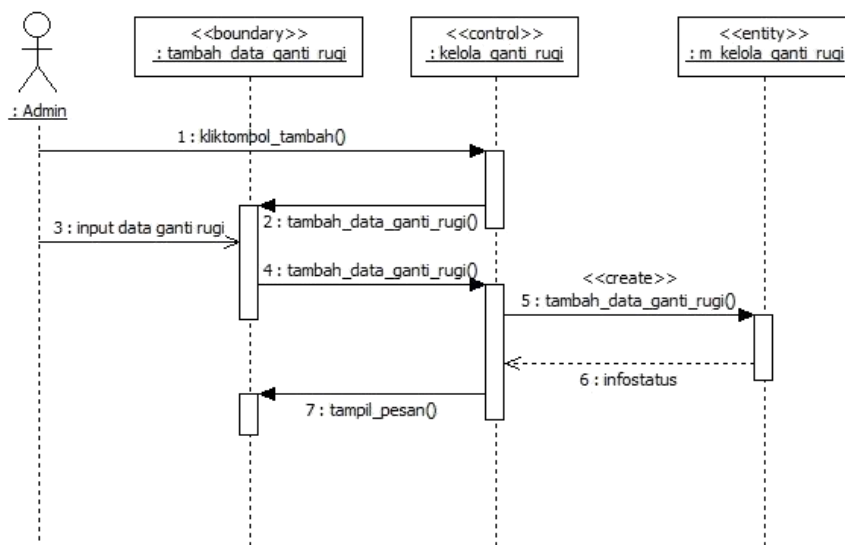 <<boundary>>
: tambah_data_ganti_rugi
<<control>>
: kelola_ganti_rugi
<<entity>>
: m_kelola_ganti_rugi
: Admin
1 : kliktombol_tambah()
2 : tambah_data_ganti_rugi()
3 : input data ganti rugi
4 : tambah_data_ganti_rugi()
<<create>>
5 : tambah_data_ganti_rugi()
6 : infostatus
7 : tampil_pesan()